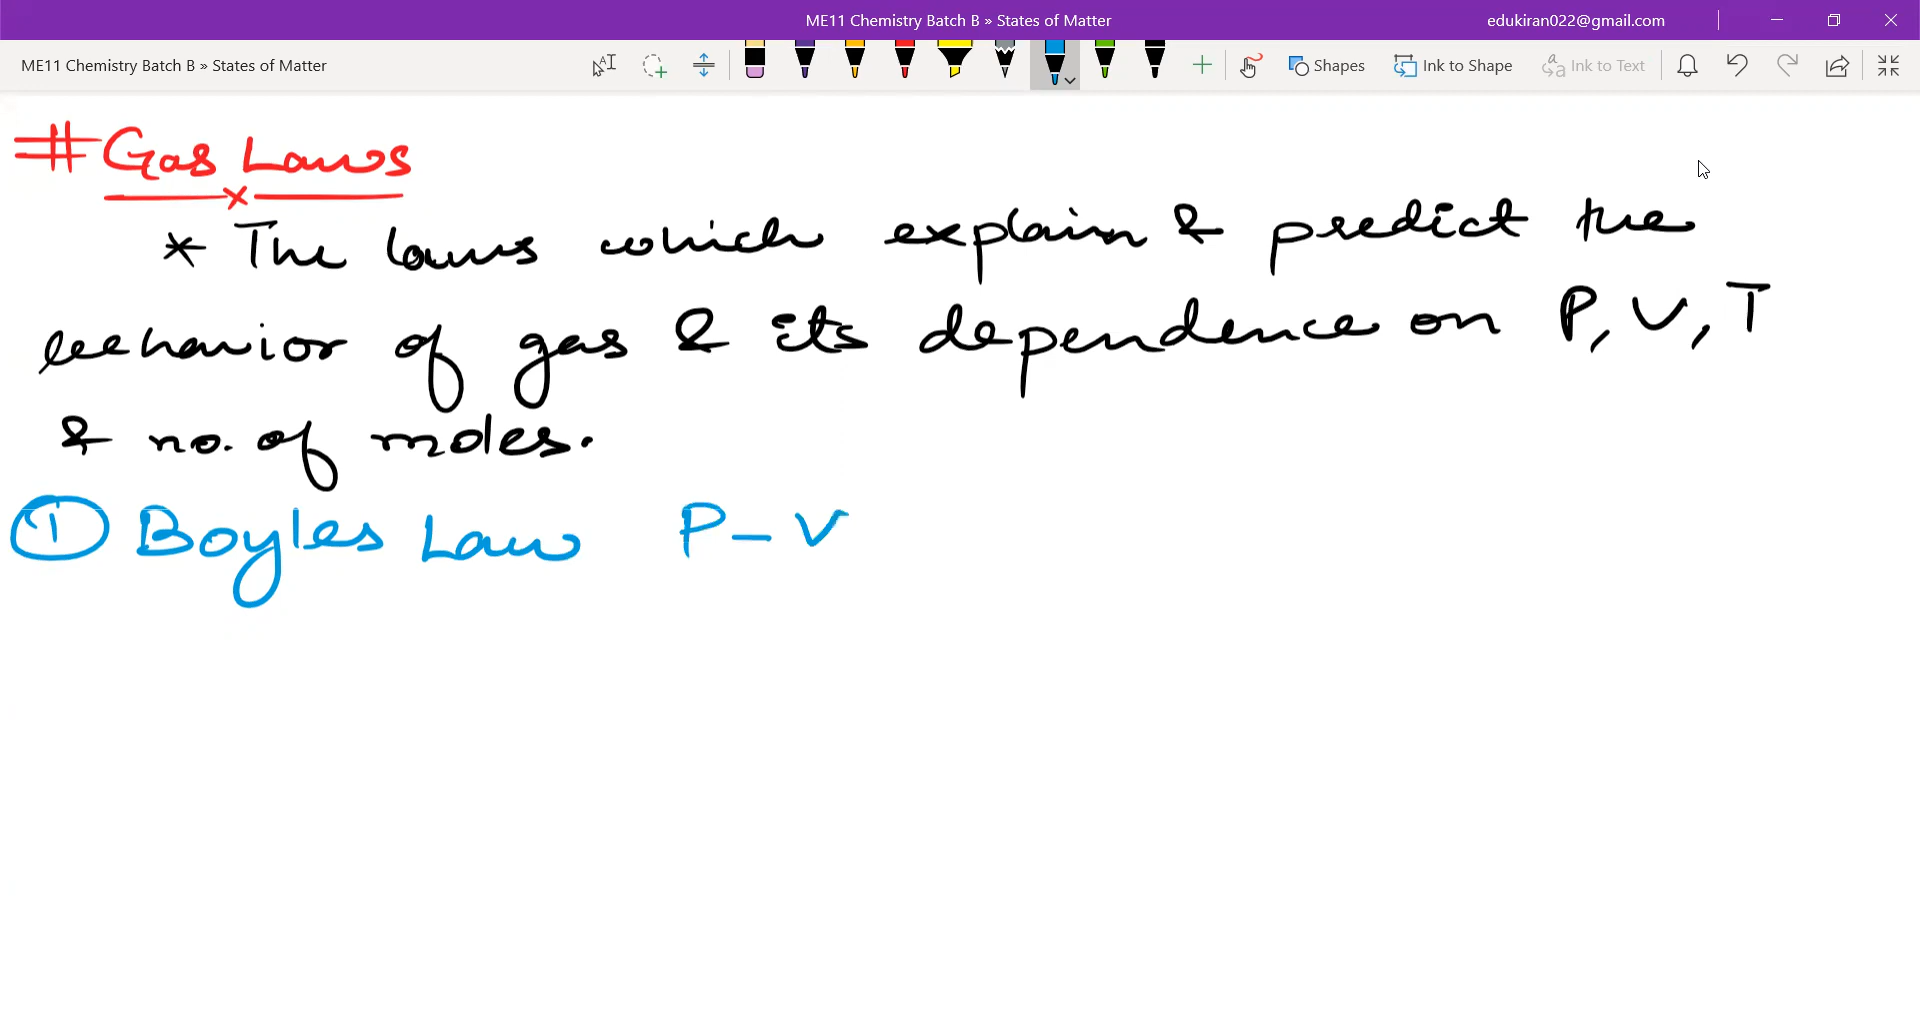 ME11 Chemistry Batch B » States of Matter edukiran022@gmail.com
ME11 Chemistry Batch B » States of Matter Shapes Ink to Shape Ink to Text
# Gas Laws
* The laws which explain & predict the
behavior of gas & its dependence on P, V, T
& no. of moles.
① Boyles Law P – V